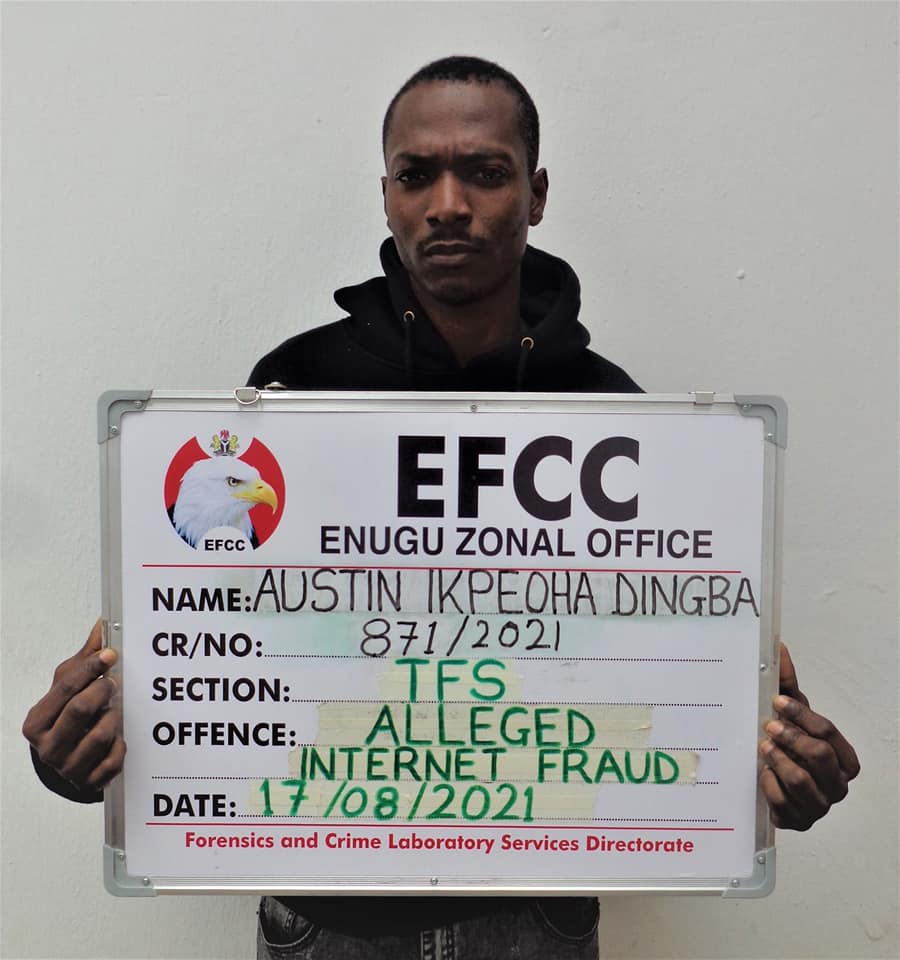 EFCC
EFCC
ENUGU ZONAL OFFICE
NAME: AUSTIN IKPEOHA DINGBA
CR/NO: 871/2021
SECTION: TFS
OFFENCE: ALLEGED
INTERNET FRAUD
DATE: 17/08/2021
Forensics and Crime Laboratory Services Directorate